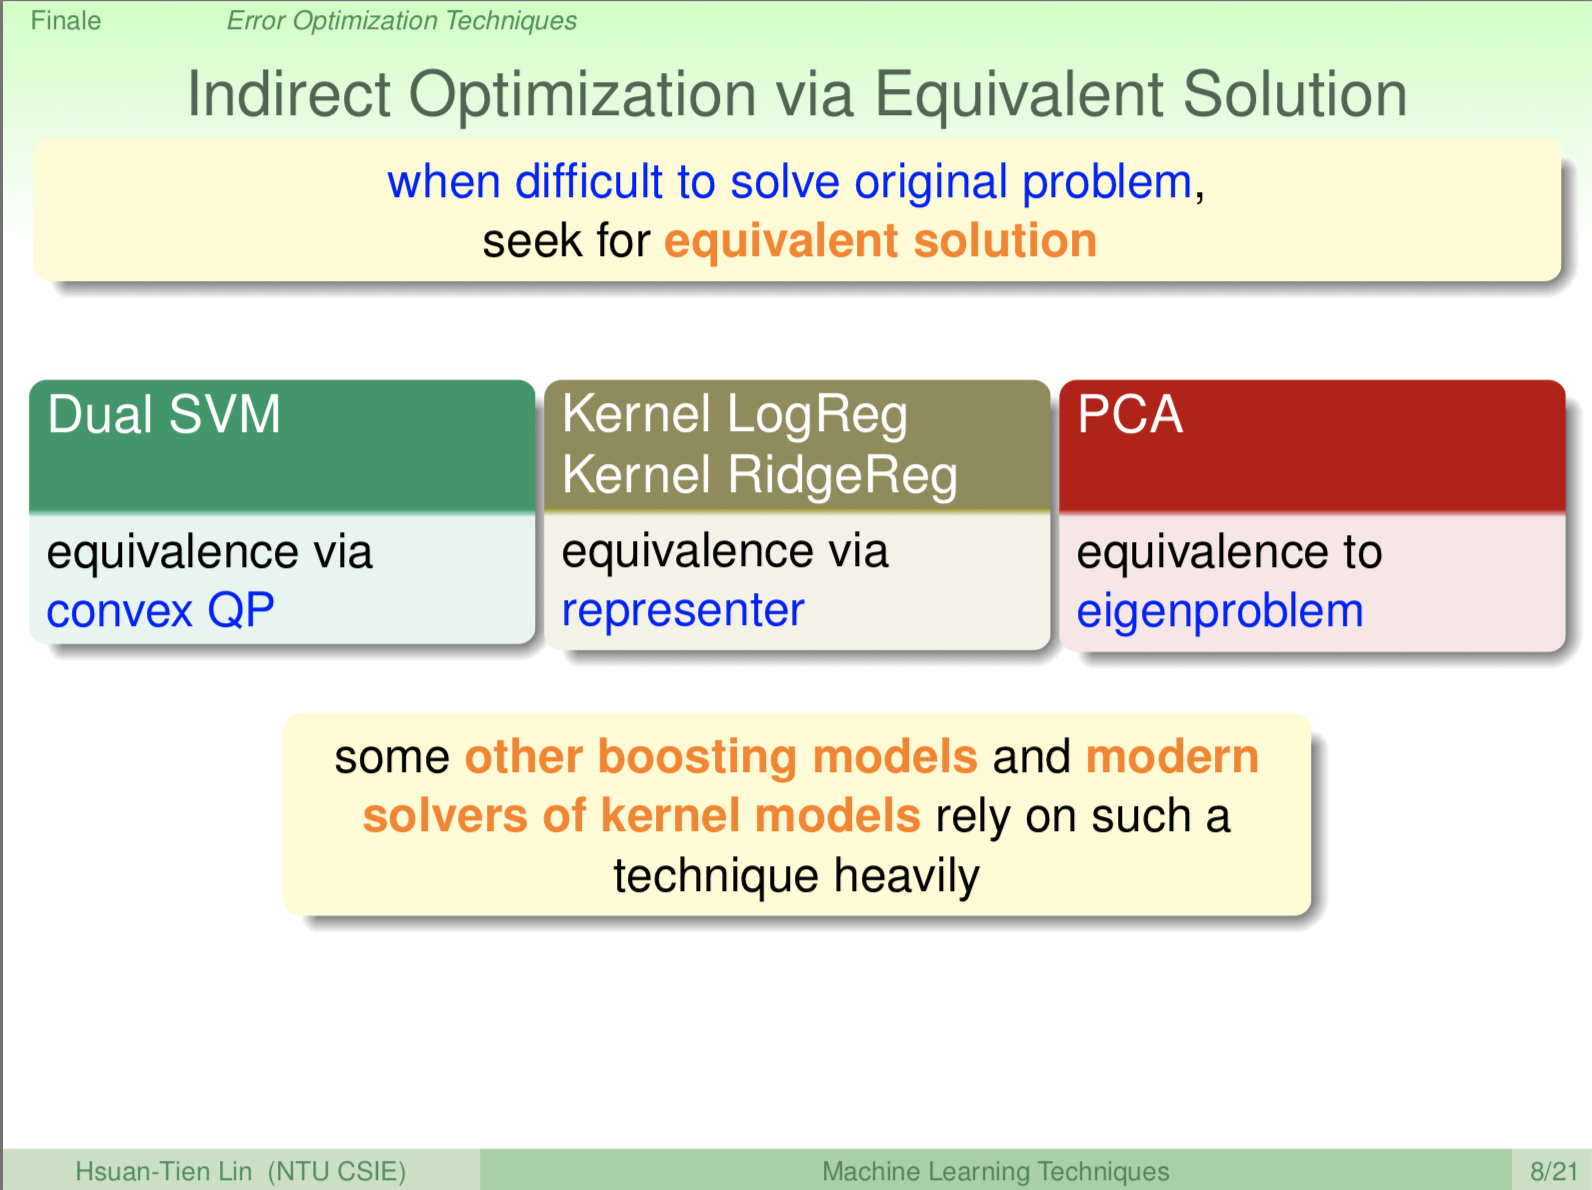 Finale Error Optimization Techniques
Indirect Optimization via Equivalent Solution
when difficult to solve original problem,
seek for equivalent solution
Dual SVM
equivalence via
convex QP
Kernel LogReg
Kernel RidgeReg
equivalence via
representer
PCA
equivalence to
eigenproblem
some other boosting models and modern
solvers of kernel models rely on such a
technique heavily
Hsuan-Tien Lin (NTU CSIE) Machine Learning Techniques 8/21